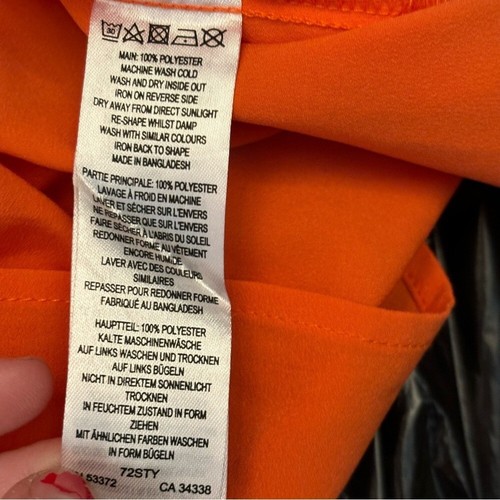 30
MAIN: 100% POLYESTER
MACHINE WASH COLD
WASH AND DRY INSIDE OUT
IRON ON REVERSE SIDE
DRY AWAY FROM DIRECT SUNLIGHT
RE-SHAPE WHILST DAMP
WASH WITH SIMILAR COLOURS
IRON BACK TO SHAPE
MADE IN BANGLADESH
PARTIE PRINCIPALE: 100% POLYESTER
LAVAGE À FROID EN MACHINE
LAVER ET SÉCHER SUR L'ENVERS
NE REPASSER QUE SUR L'ENVERS
FAIRE SÉCHER À L'ABRIS DU SOLEIL
REDONNER FORME AU VÊTEMENT
ENCORE HUMIDE
LAVER AVEC DES COULEURS
SIMILAIRES
REPASSER POUR REDONNER FORME
FABRIQUÉ AU BANGLADESH
HAUPTTEIL: 100% POLYESTER
KALTE MASCHINENWÄSCHE
AUF LINKS WASCHEN UND TROCKNEN
AUF LINKS BÜGELN
NICHT IN DIREKTEM SONNENLICHT
TROCKNEN
IN FEUCHTEM ZUSTAND IN FORM
ZIEHEN
MIT ÄHNLICHEN FARBEN WASCHEN
IN FORM BÜGELN
72STY
53372 CA 34338